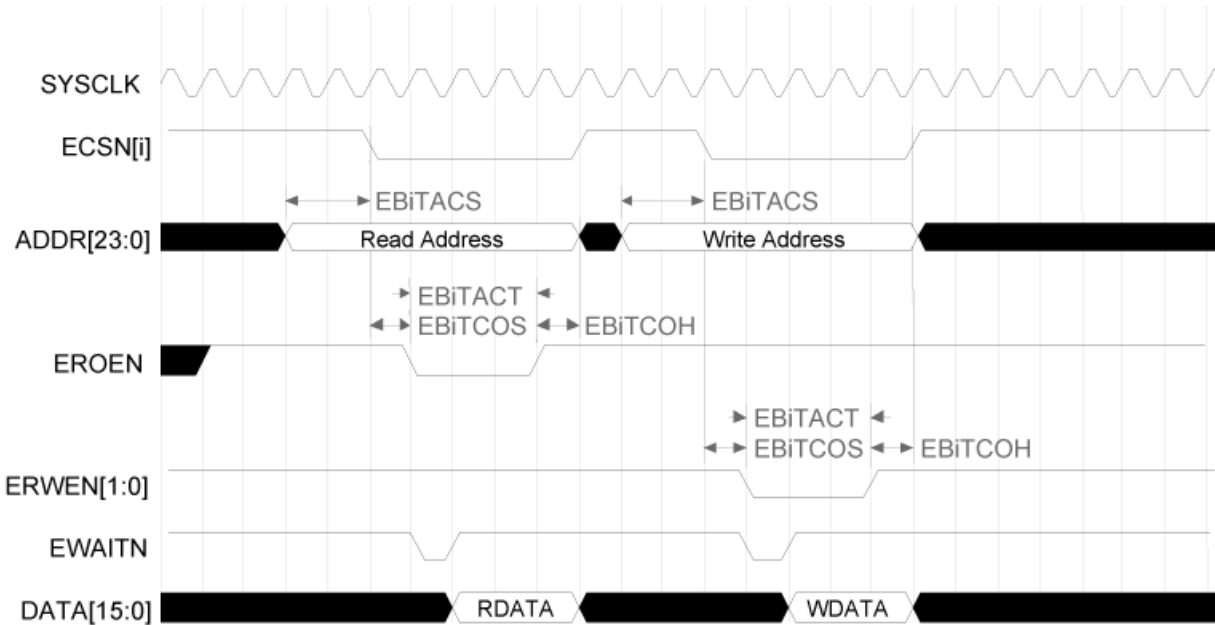 SYSCLK
ECSN[i]
EBiTACS EBiTACS
ADDR[23:0] Read Address Write Address
EBiTACT
EBiTCOS EBiTCOH
EROEN
EBiTACT
EBiTCOS EBiTCOH
ERWEN[1:0]
EWAITN
DATA[15:0] RDATA WDATA